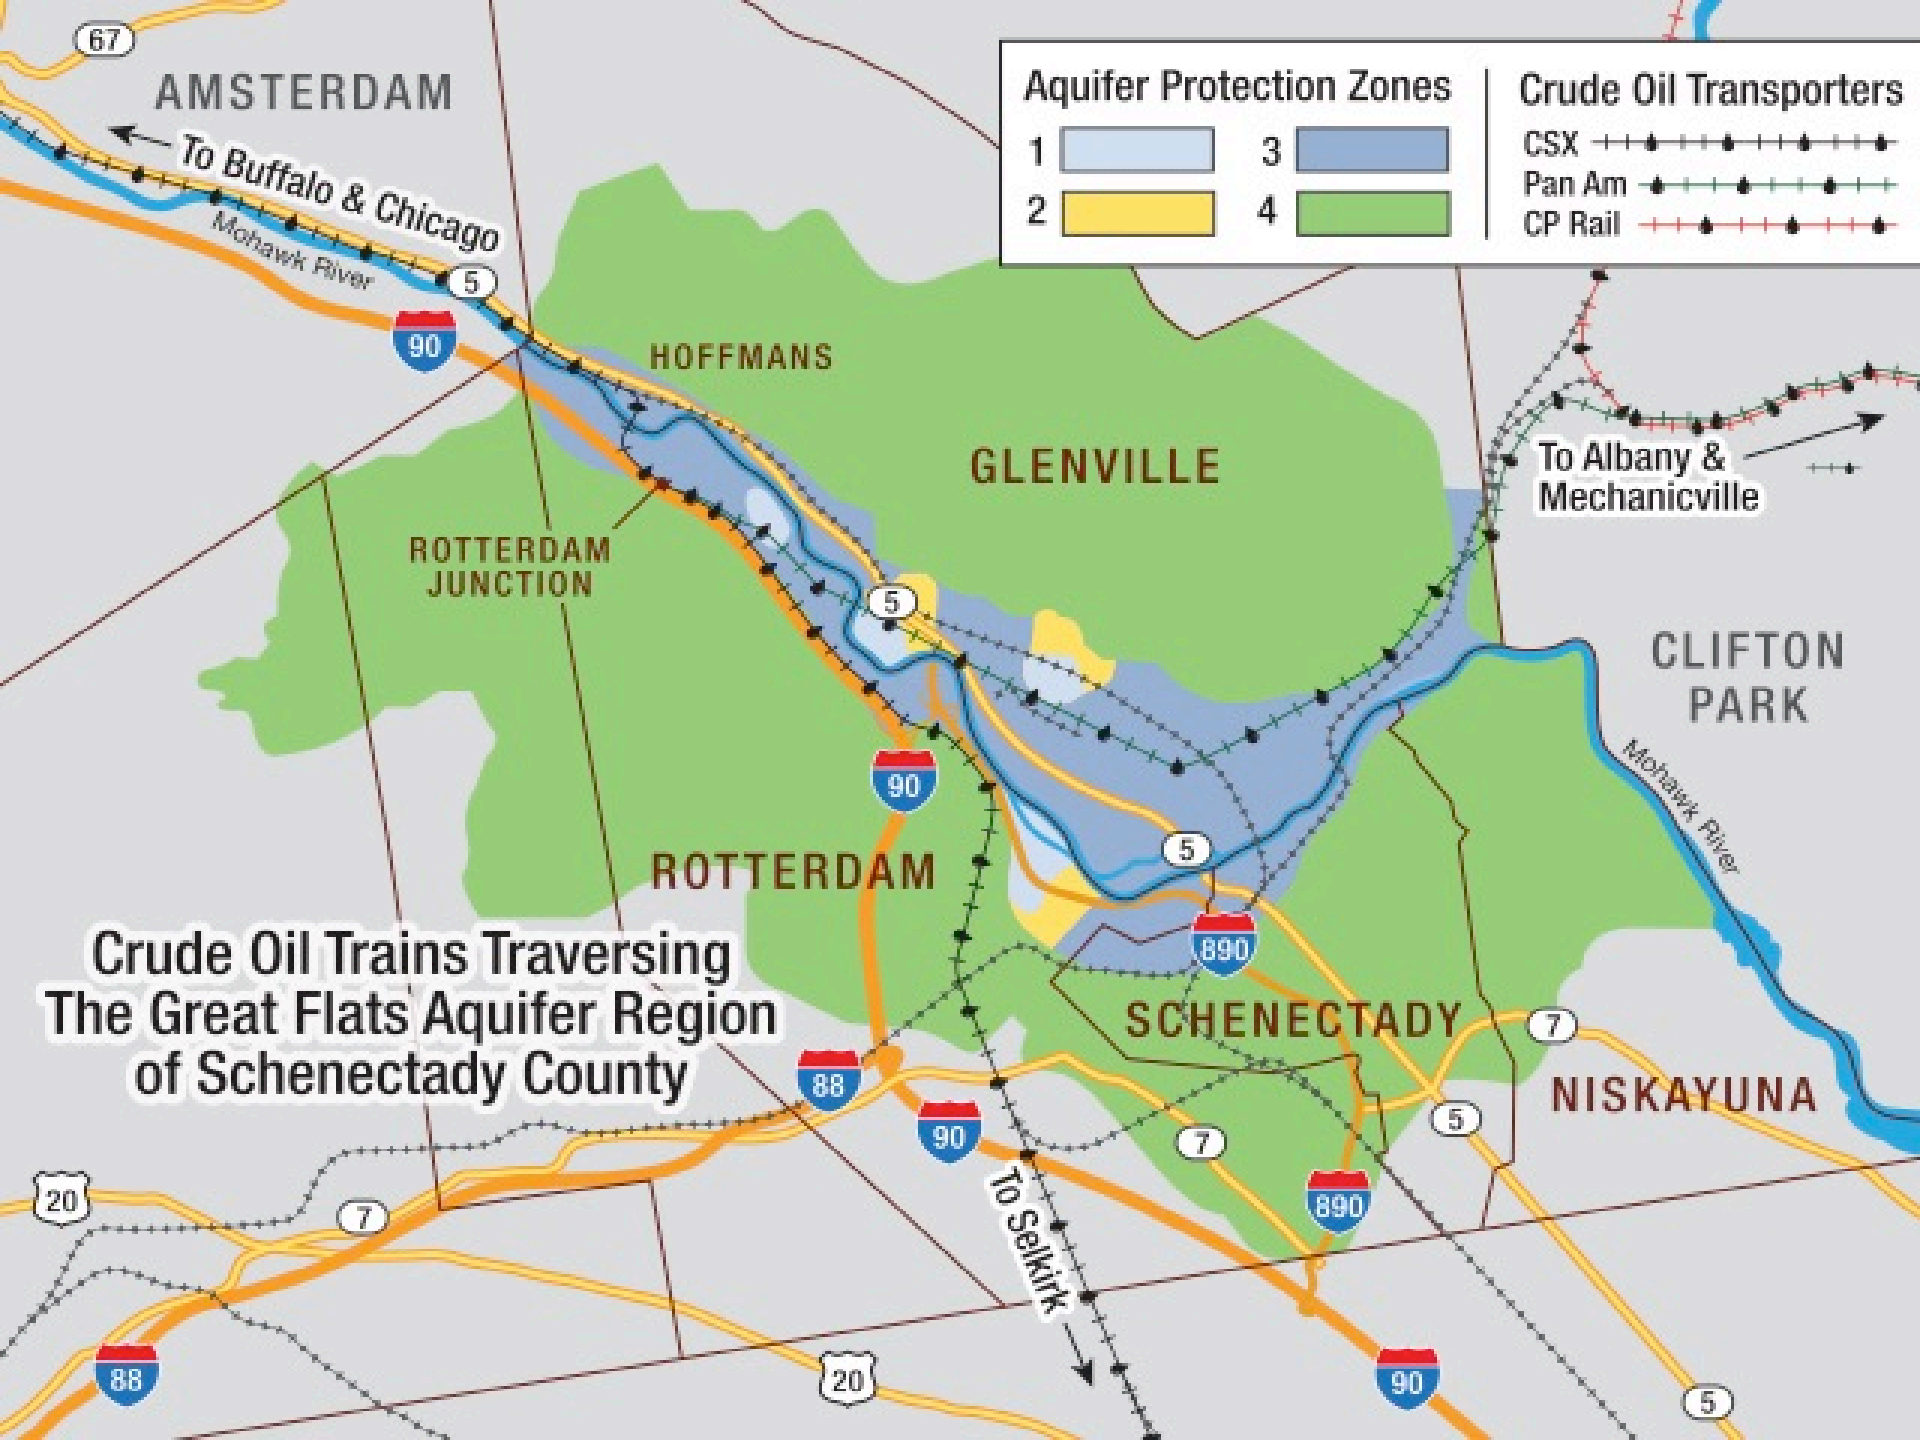 67
AMSTERDAM
To Buffalo & Chicago
Mohawk River
5
90
Aquifer Protection Zones
1
3
2
4
Crude Oil Transporters
CSX
Pan Am
CP Rail
HOFFMANS
GLENVILLE
To Albany &
Mechanicville
ROTTERDAM
JUNCTION
5
CLIFTON
PARK
90
Mohawk River
5
ROTTERDAM
890
Crude Oil Trains Traversing
The Great Flats Aquifer Region
of Schenectady County
SCHENECTADY
7
88
NISKAYUNA
90
5
7
To Selkirk
20
7
890
88
20
90
5